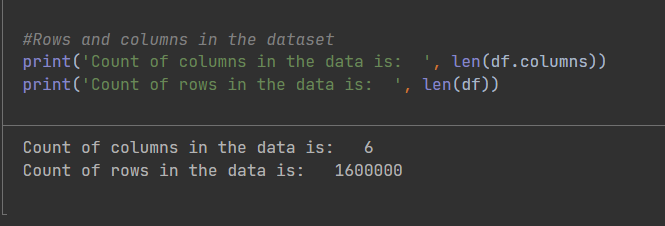 #Rows and columns in the dataset
print('Count of columns in the data is:  ', len(df.columns))
print('Count of rows in the data is:  ', len(df))
Count of columns in the data is:   6
Count of rows in the data is:   1600000